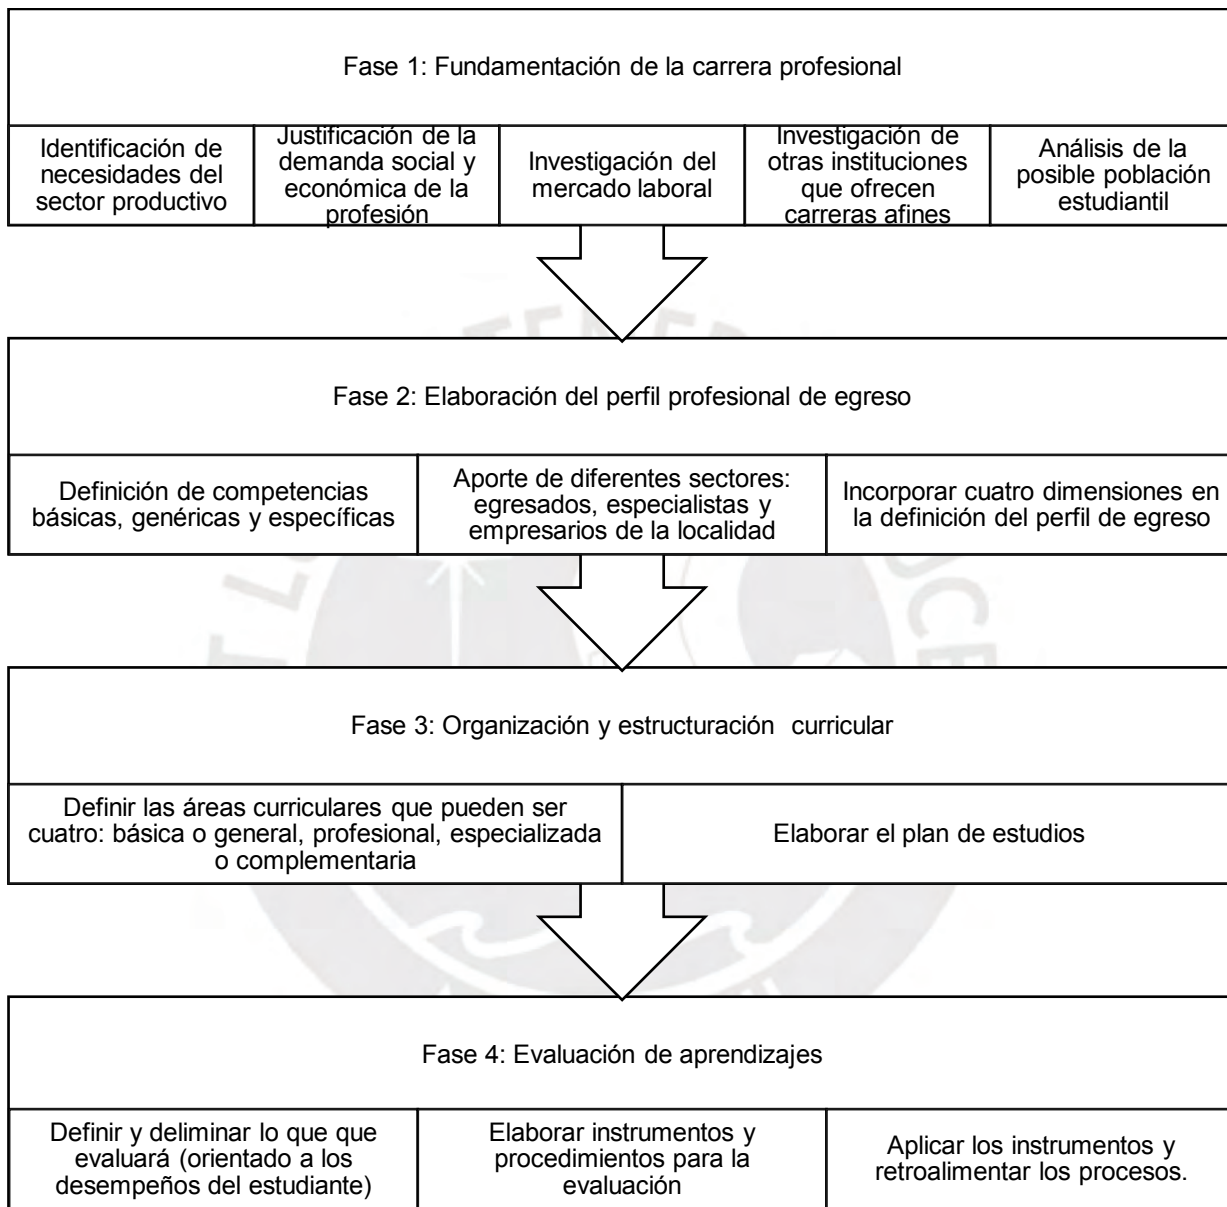 Fase 1: Fundamentación de la carrera profesional
Identificación de
necesidades del
sector productivo
Justificación de la
demanda social y
económica de la
profesión
Investigación del
mercado laboral
Investigación de
otras instituciones
que ofrecen
carreras afines
Análisis de la
posible población
estudiantil
Fase 2: Elaboración del perfil profesional de egreso
Definición de competencias
básicas, genéricas y específicas
Aporte de diferentes sectores:
egresados, especialistas y
empresarios de la localidad
Incorporar cuatro dimensiones en
la definición del perfil de egreso
Fase 3: Organización y estructuración curricular
Definir las áreas curriculares que pueden ser
cuatro: básica o general, profesional, especializada
o complementaria
Elaborar el plan de estudios
Fase 4: Evaluación de aprendizajes
Definir y deliminar lo que que
evaluará (orientado a los
desempeños del estudiante)
Elaborar instrumentos y
procedimientos para la
evaluación
Aplicar los instrumentos y
retroalimentar los procesos.